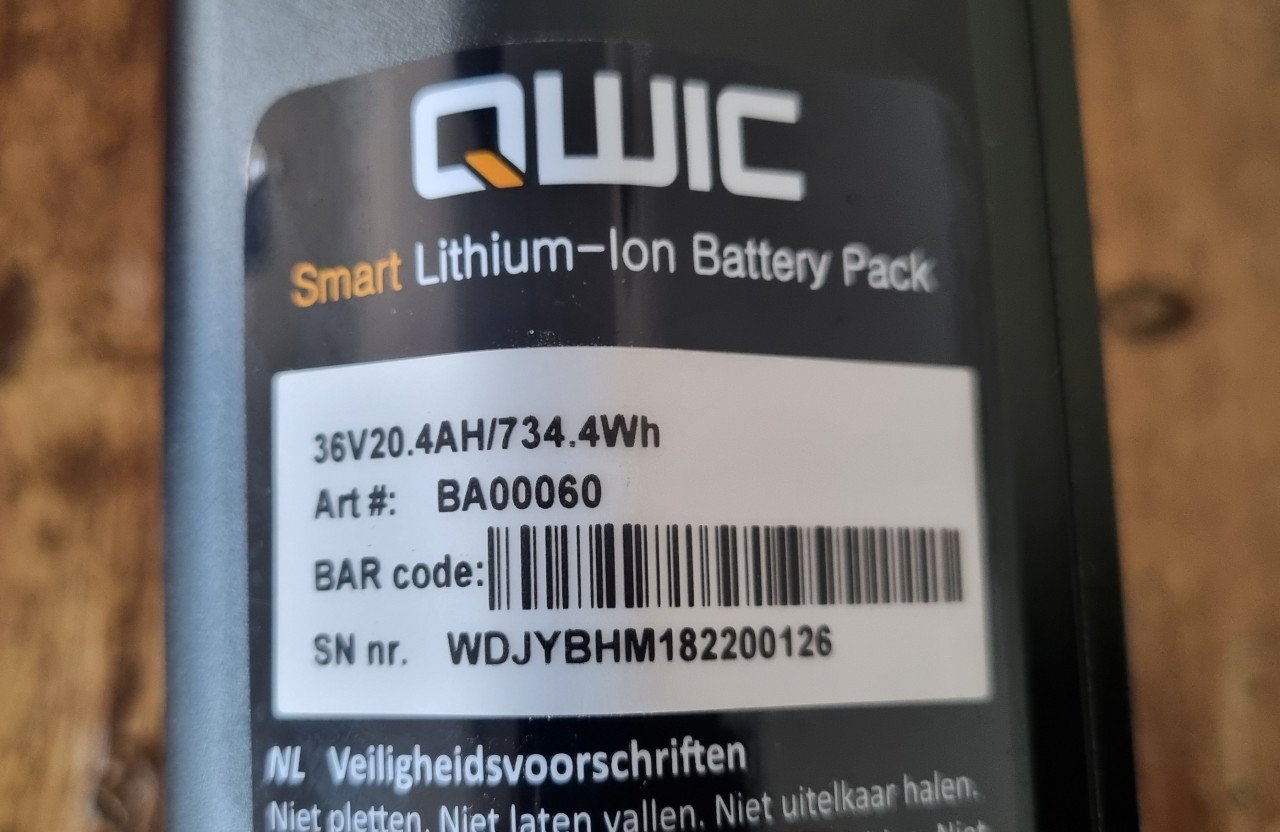 QWIC
Smart Lithium-Ion Battery Pack
36V20.4AH/734.4Wh
Art #: BA00060
BAR code:
SN nr. WDJYBHM182200126
NL Veiligheidsvoorschriften
Niet pletten. Niet laten vallen. Niet uitelkaar halen.
Niet